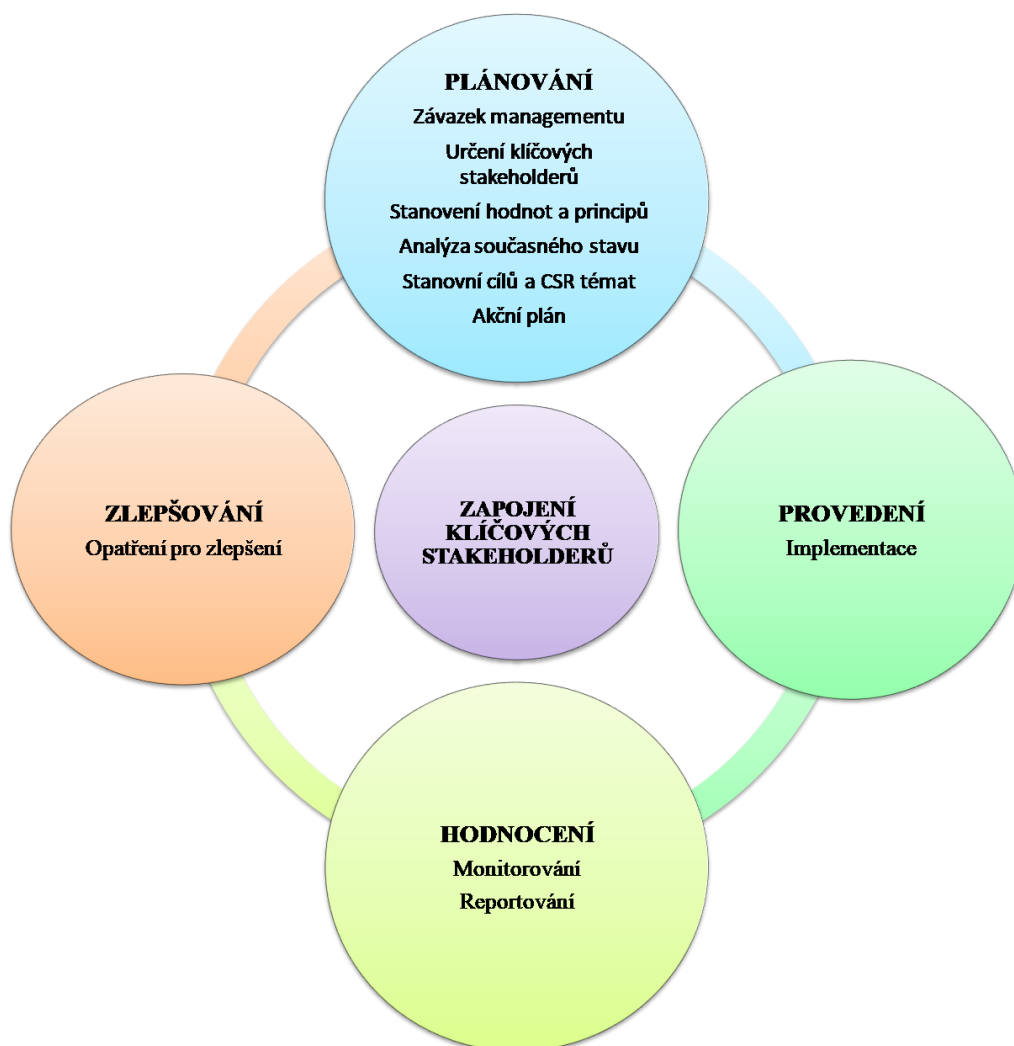 PLÁNOVÁNÍ
Závazek managementu
Určení klíčových
stakeholderů
Stanovení hodnot a principů
Analýza současného stavu
Stanovní cílů a CSR témat
Akční plán
ZLEPŠOVÁNÍ
Opatření pro zlepšení
ZAPOJENÍ
KLÍČOVÝCH
STAKEHOLDERŮ
PROVEDENÍ
Implementace
HODNOCENÍ
Monitorování
Reportování